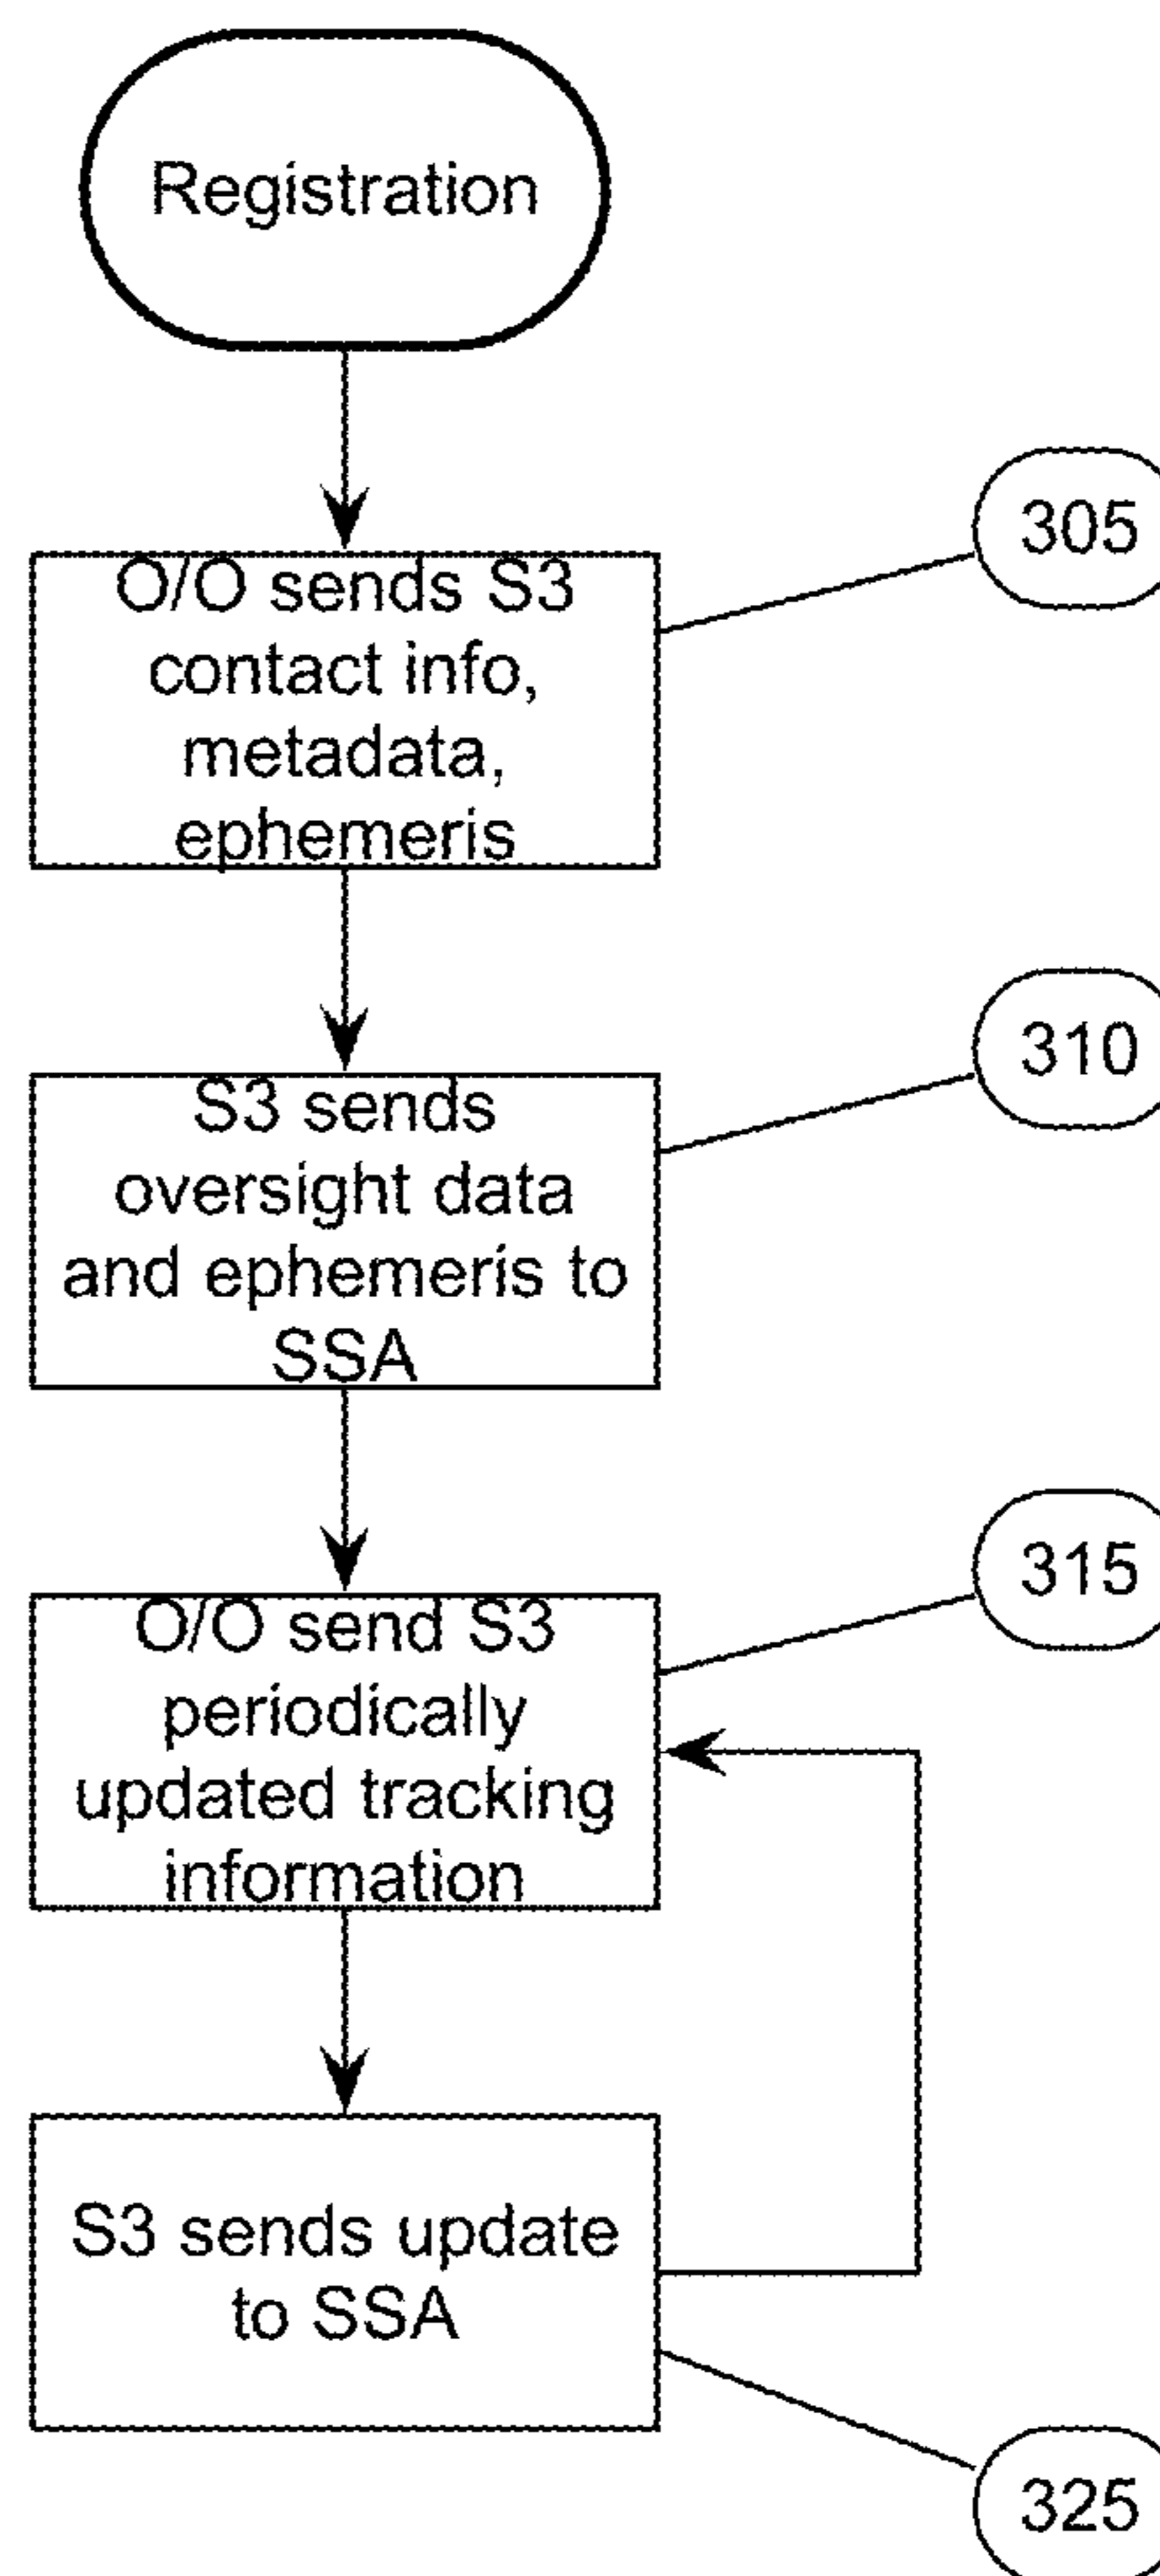 Registration
305
O/O sends S3
contact info,
metadata,
ephemeris
310
S3 sends
oversight data
and ephemeris to
SSA
315
O/O send S3
periodically
updated tracking
information
S3 sends update
to SSA
325